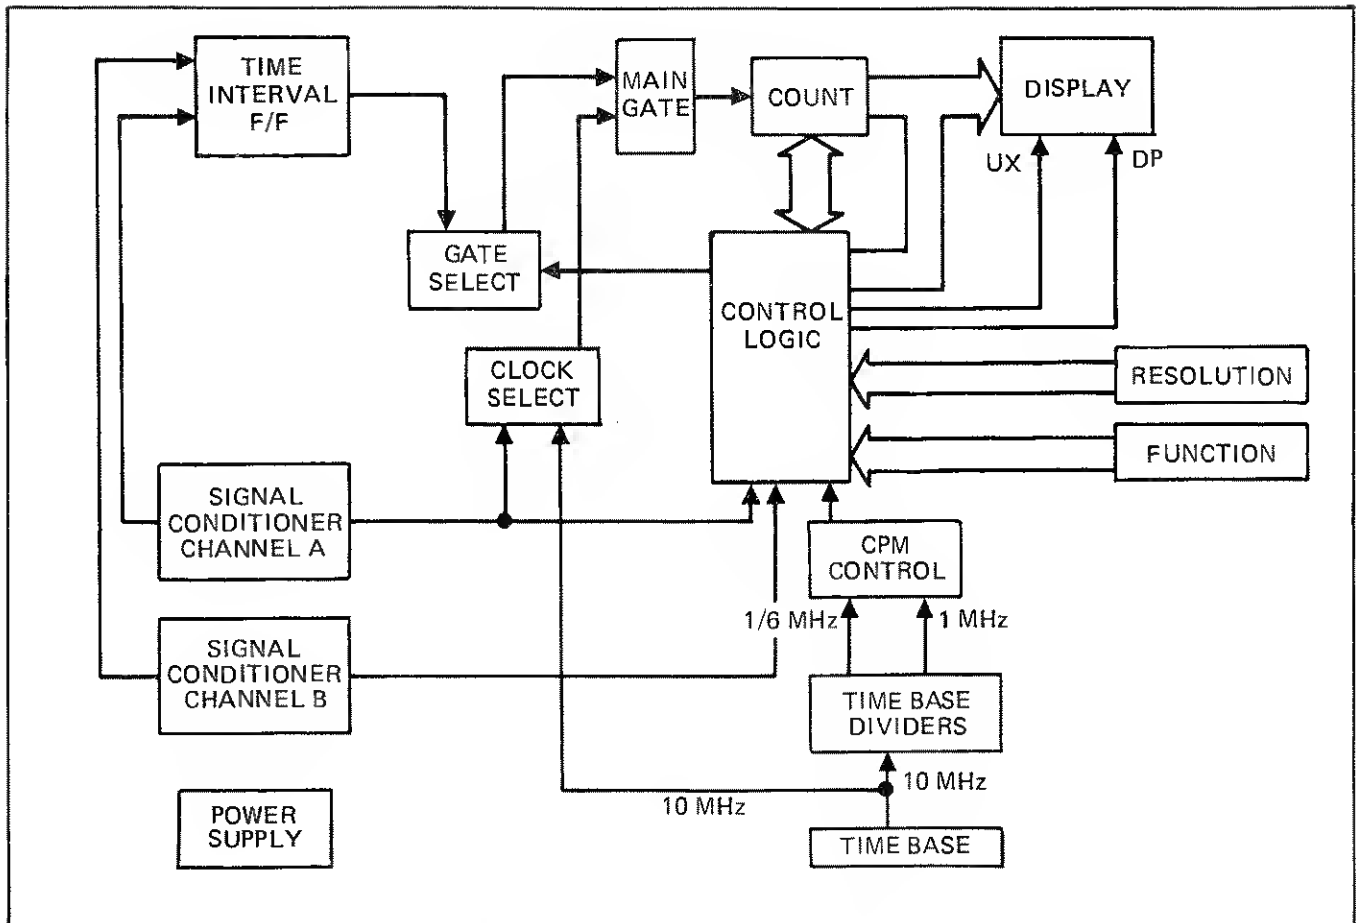 TIME
INTERVAL
F/F
MAIN
GATE
COUNT
DISPLAY
UX
DP
GATE
SELECT
CONTROL
LOGIC
CLOCK
SELECT
RESOLUTION
FUNCTION
SIGNAL
CONDITIONER
CHANNEL A
CPM
CONTROL
1/6 MHz
1 MHz
SIGNAL
CONDITIONER
CHANNEL B
TIME BASE
DIVIDERS
10 MHz
10 MHz
POWER
SUPPLY
TIME BASE